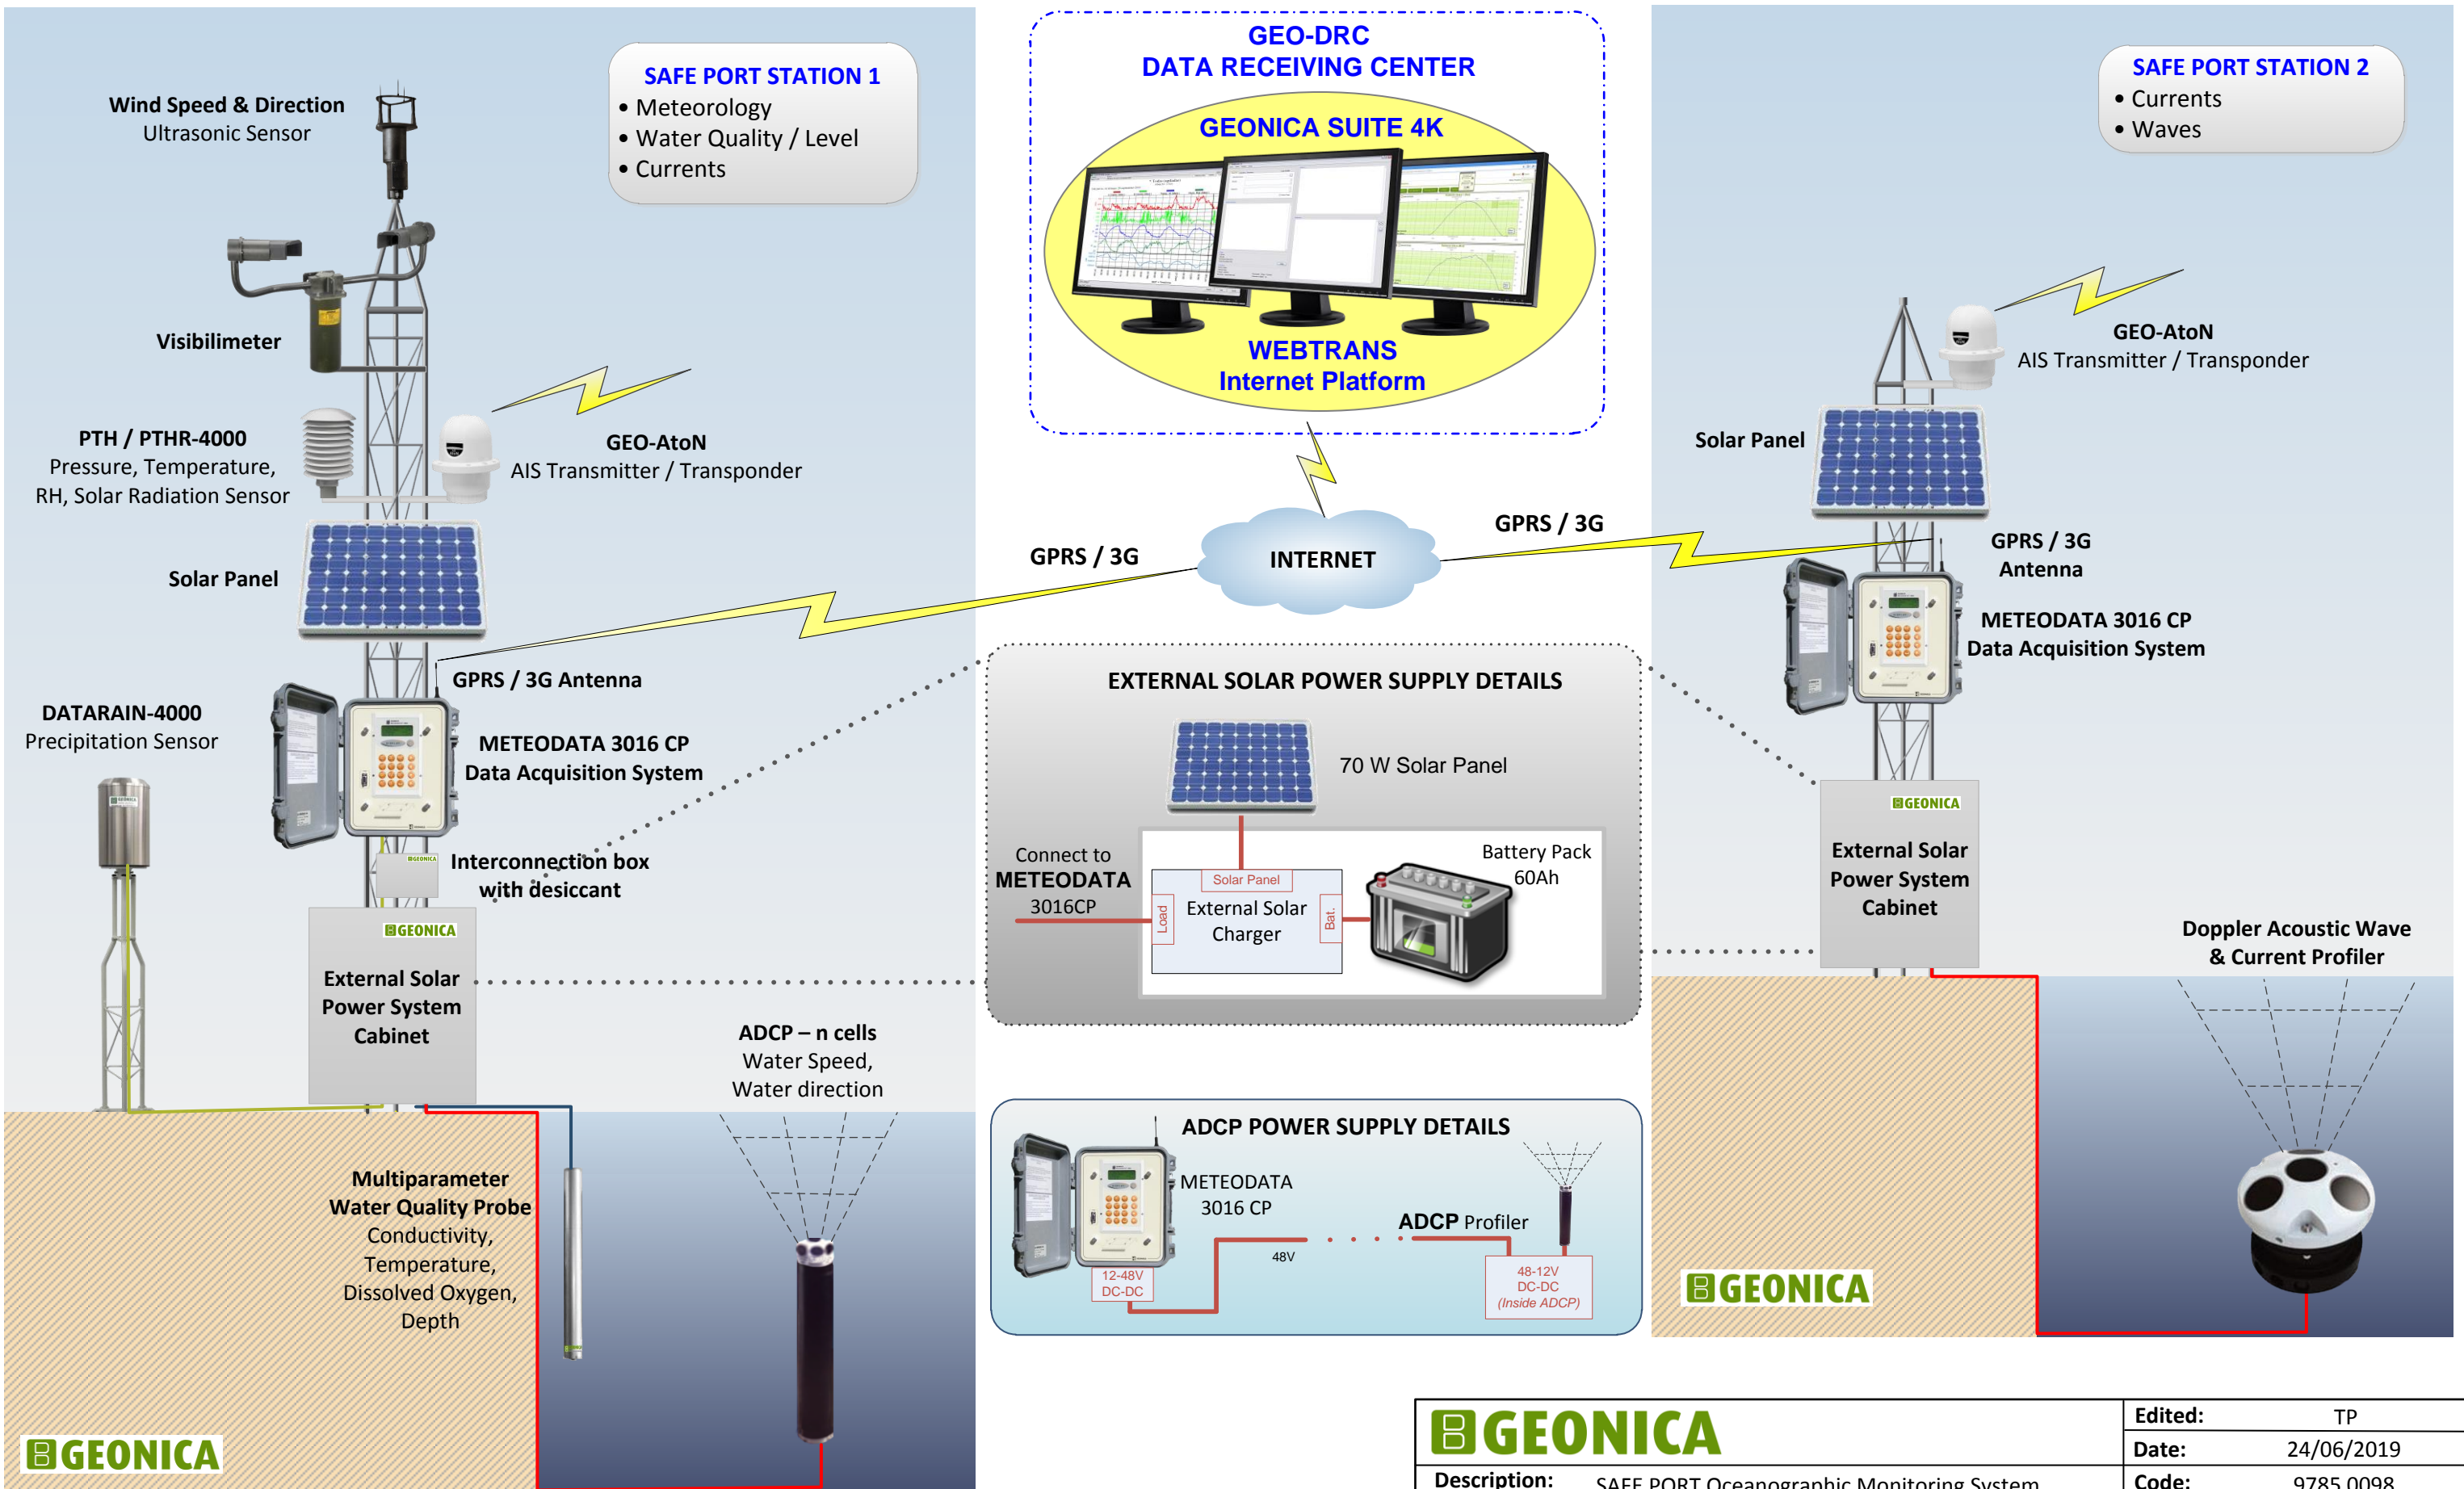 SAFE PORT STATION 1
• Meteorology
• Water Quality / Level
• Currents
Wind Speed & Direction
Ultrasonic Sensor
Visibilimeter
PTH / PTHR-4000
Pressure, Temperature,
RH, Solar Radiation Sensor
GEO-AtoN
AIS Transmitter / Transponder
Solar Panel
GPRS / 3G Antenna
DATARAIN-4000
Precipitation Sensor
METEODATA 3016 CP
Data Acquisition System
GEONICA
GEONICA
Interconnection box
with desiccant
GEONICA
External Solar
Power System
Cabinet
ADCP – n cells
Water Speed,
Water direction
Multiparameter
Water Quality Probe
Conductivity,
Temperature,
Dissolved Oxygen,
Depth
GEONICA
GEO-DRC
DATA RECEIVING CENTER
GEONICA SUITE 4K
WEBTRANS
Internet Platform
GPRS / 3G
INTERNET
GPRS / 3G
EXTERNAL SOLAR POWER SUPPLY DETAILS
70 W Solar Panel
Connect to
METEODATA
3016CP
Solar Panel
Load
External Solar
Charger
Bat.
Battery Pack
60Ah
ADCP POWER SUPPLY DETAILS
METEODATA
3016 CP
12-48V
DC-DC
48V
ADCP Profiler
48-12V
DC-DC
(Inside ADCP)
SAFE PORT STATION 2
• Currents
• Waves
GEO-AtoN
AIS Transmitter / Transponder
Solar Panel
GPRS / 3G
Antenna
METEODATA 3016 CP
Data Acquisition System
GEONICA
External Solar
Power System
Cabinet
Doppler Acoustic Wave
& Current Profiler
GEONICA
GEONICA
Edited: TP
Date: 24/06/2019
Description: SAFE PORT Oceanographic Monitoring System
Code: 9785.0098